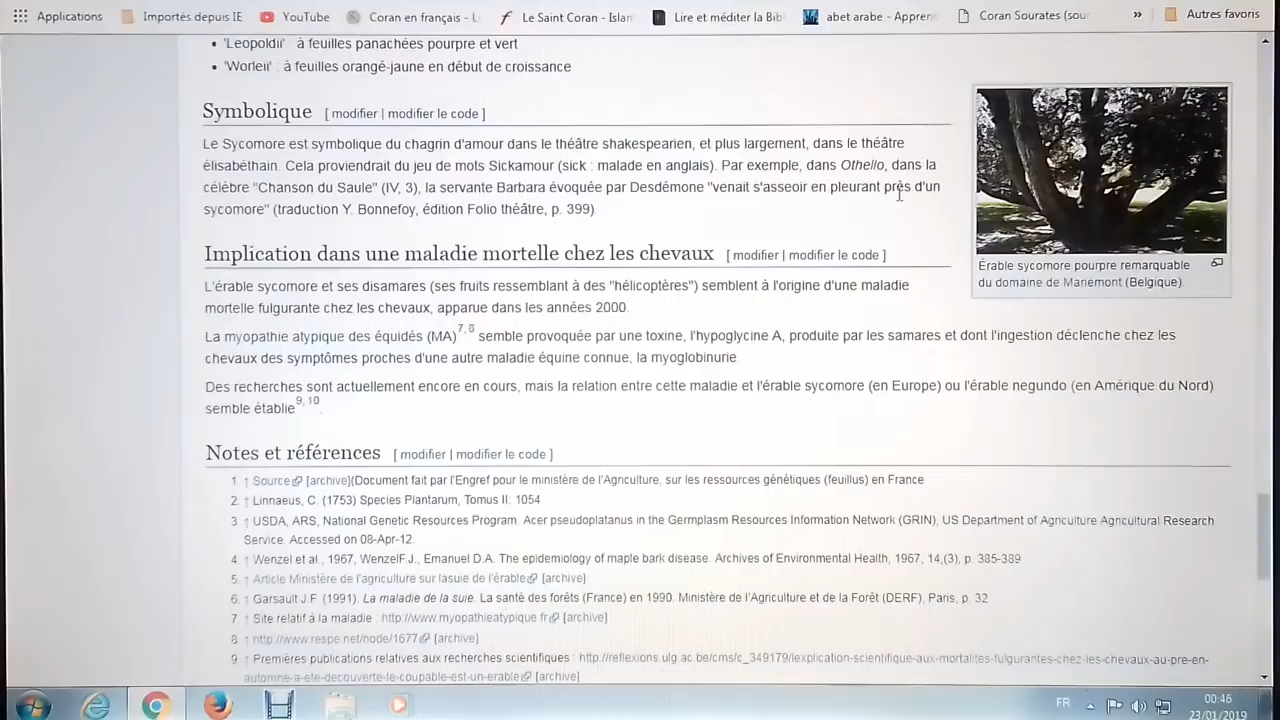 Applications Importés depuis IE YouTube Coran en français - L Le Saint Coran - Islam Lire et méditer la Bib abet arabe - Appren Coran Sourates (sour » Autres favoris
• 'Leopoldii' à feuilles panachées pourpre et vert
• 'Worleii' : à feuilles orangé-jaune en début de croissance
Symbolique [ modifier | modifier le code ]
Le Sycomore est symbolique du chagrin d'amour dans le théâtre shakespearien, et plus largement, dans le théâtre
élisabéthain. Cela proviendrait du jeu de mots Sickamour (sick : malade en anglais). Par exemple, dans Othello, dans la
célèbre "Chanson du Saule" (IV, 3), la servante Barbara évoquée par Desdémone "venait s'asseoir en pleurant près d'un
sycomore" (traduction Y. Bonnefoy, édition Folio théâtre, p. 399)
Érable sycomore pourpre remarquable
du domaine de Mariemont (Belgique).
Implication dans une maladie mortelle chez les chevaux [ modifier | modifier le code ]
L'érable sycomore et ses disamares (ses fruits ressemblant à des "hélicoptères") semblent à l'origine d'une maladie
mortelle fulgurante chez les chevaux, apparue dans les années 2000.
La myopathie atypique des équidés (MA)7, 8 semble provoquée par une toxine, l'hypoglycine A, produite par les samares et dont l'ingestion déclenche chez les
chevaux des symptômes proches d'une autre maladie équine connue, la myoglobinurie
Des recherches sont actuellement encore en cours, mais la relation entre cette maladie et l'érable sycomore (en Europe) ou l'érable negundo (en Amérique du Nord)
semble établie9, 10.
Notes et références [ modifier | modifier le code ]
1. ↑ Source [archive](Document fait par l'Engref pour le ministère de l'Agriculture, sur les ressources génétiques (feuillus) en France
2. ↑ Linnaeus, C. (1753) Species Plantarum, Tomus II: 1054
3 ↑ USDA, ARS, National Genetic Resources Program. Acer pseudoplatanus in the Germplasm Resources Information Network (GRIN), US Department of Agriculture Agricultural Research
Service. Accessed on 08-Apr-12.
4. ↑ Wenzel et al., 1967, WenzelF.J., Emanuel D.A. The epidemiology of maple bark disease. Archives of Environmental Health, 1967, 14,(3), p. 385-389
5. ↑ Article Ministère de l'agriculture sur lasuie de l'érable [archive]
6. ↑ Garsault J.F (1991). La maladie de la suie. La santé des forêts (France) en 1990. Ministère de l'Agriculture et de la Forêt (DERF), Paris, p. 32
7 ↑ Site relatif à la maladie : http://www.myopathieatypique.fr [archive]
8 ↑ http://www.respe.net/node/1677 [archive]
9 ↑ Premières publications relatives aux recherches scientifiques : http://reflexions.ulg.ac.be/cms/c_349179/lexplication-scientifique-aux-mortalites-fulgurantes-chez-les-chevaux-au-pre-en-
automne-a-ete-decouverte-le-coupable-est-un-erable [archive]
FR 00:46
23/01/2019